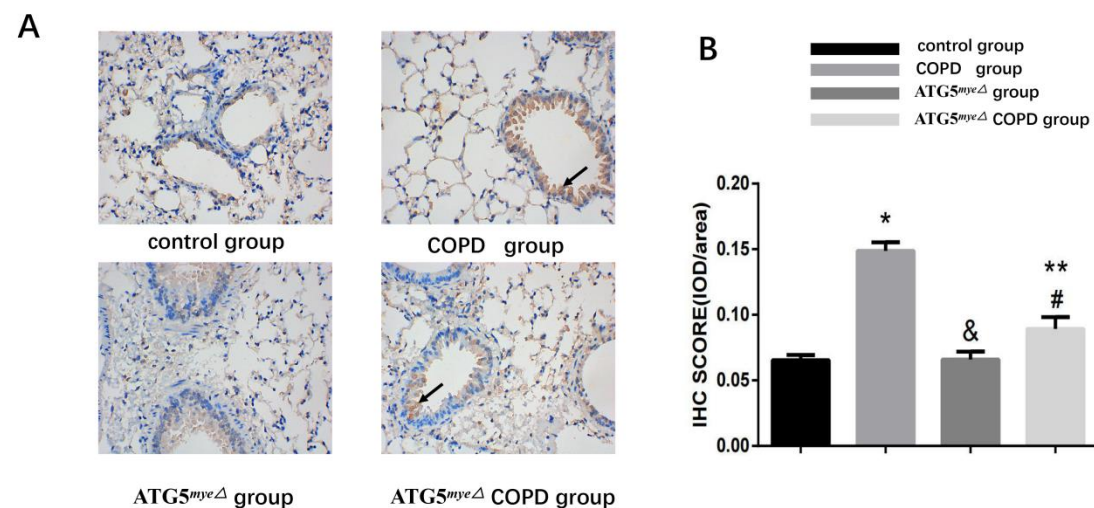 A
control group
COPD group
ATG5mye△ group
ATG5mye△ COPD group
B
control group
COPD group
ATG5mye△ group
ATG5mye△ COPD group
IHC SCORE(IOD/area)
0.20
0.15
0.10
0.05
0.00
*
&
**
#